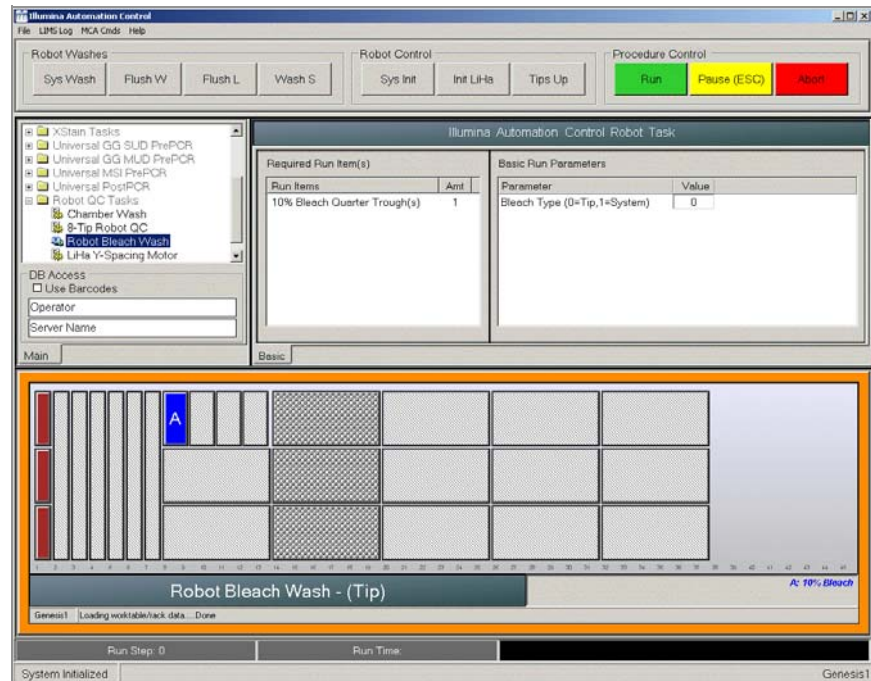 Illumina Automation Control
File LIMS Log MCA Cmds Help
Robot Washes
Robot Control
Procedure Control
Sys Wash
Flush W
Flush L
Wash S
Sys Init
Init LiHa
Tips Up
Run
Pause (ESC)
Abort
XStain Tasks
Universal GG SUD PrePCR
Universal GG MUD PrePCR
Universal MSI PrePCR
Universal PostPCR
Robot QC Tasks
Chamber Wash
8-Tip Robot QC
Robot Bleach Wash
LiHa Y-Spacing Motor
DB Access
Use Barcodes
Operator
Server Name
Main
Illumina Automation Control Robot Task
Required Run Item(s)
Run Items Amt
10% Bleach Quarter Trough(s) 1
Basic Run Parameters
Parameter Value
Bleach Type (0=Tip,1=System) 0
Basic
A
Robot Bleach Wash - (Tip)
A: 10% Bleach
Genesis1 Loading worktable/rack data....Done
Run Step: 0
Run Time:
System Initialized
Genesis1